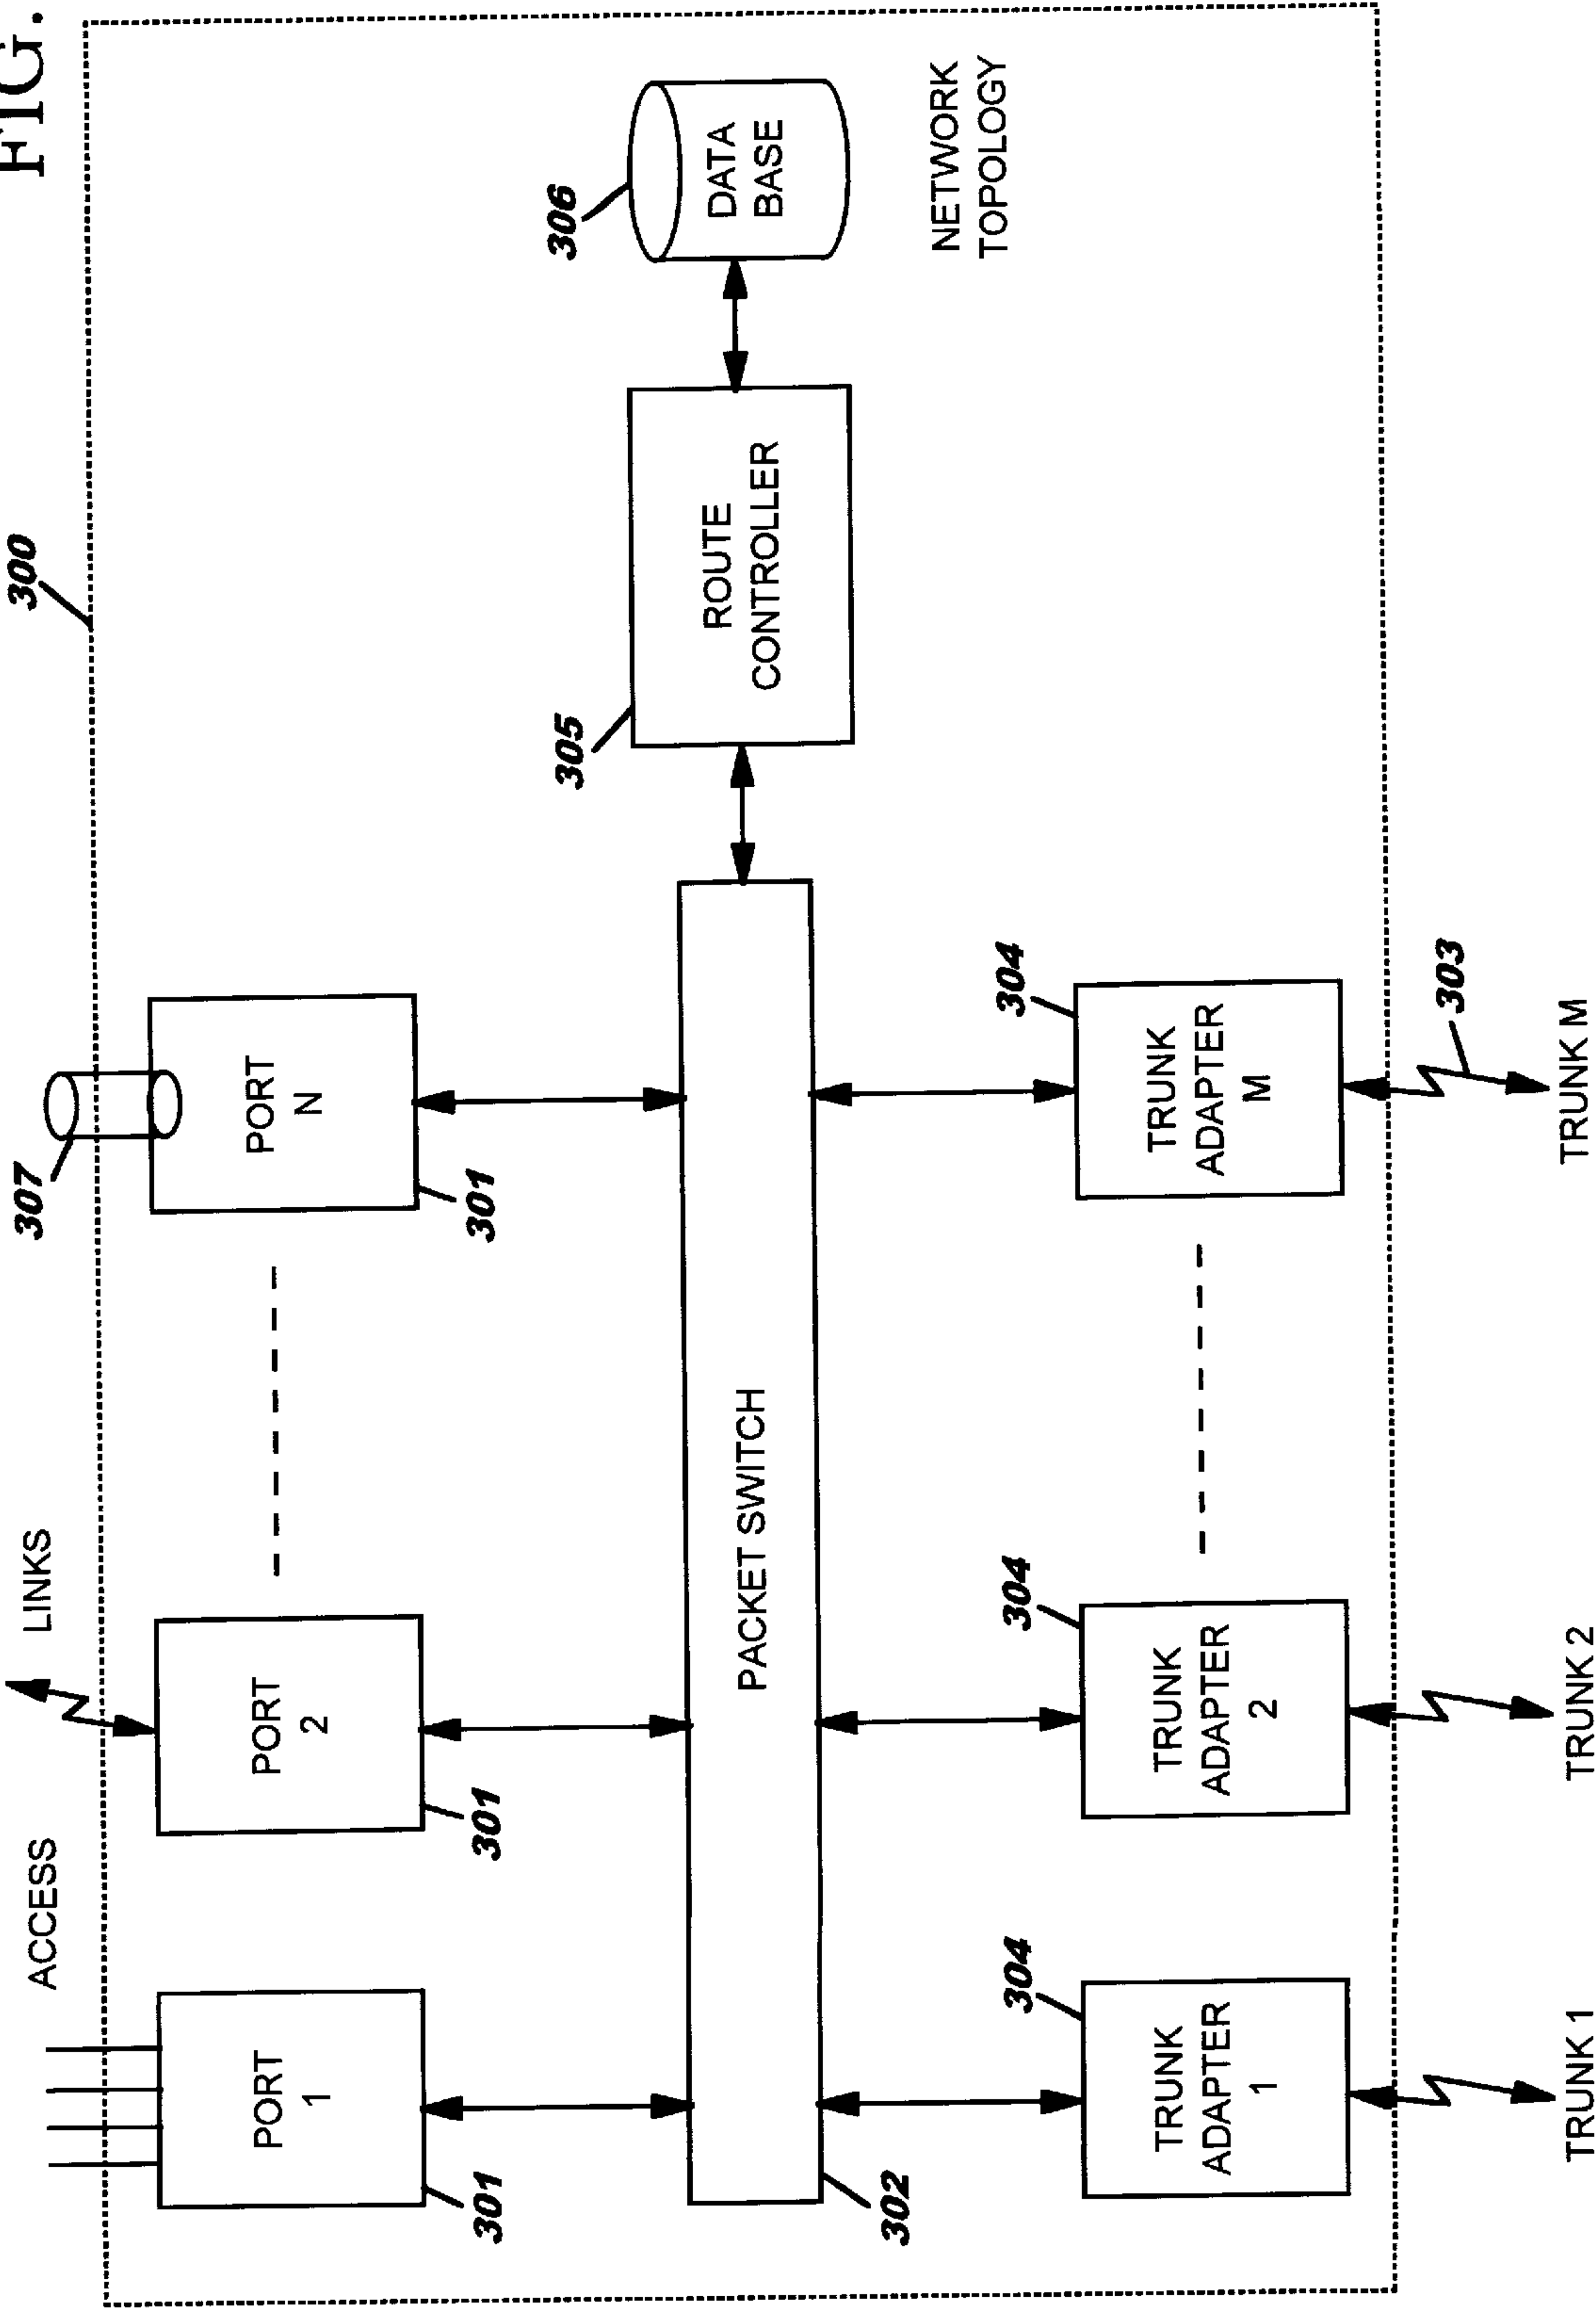 FIG.
300
ACCESS
LINKS
307
PORT
1
PORT
2
PORT
N
301
301
301
306
DATA
BASE
305
ROUTE
CONTROLLER
PACKET SWITCH
302
NETWORK
TOPOLOGY
304
304
304
TRUNK
ADAPTER
1
TRUNK
ADAPTER
2
TRUNK
ADAPTER
M
303
TRUNK 1
TRUNK 2
TRUNK M